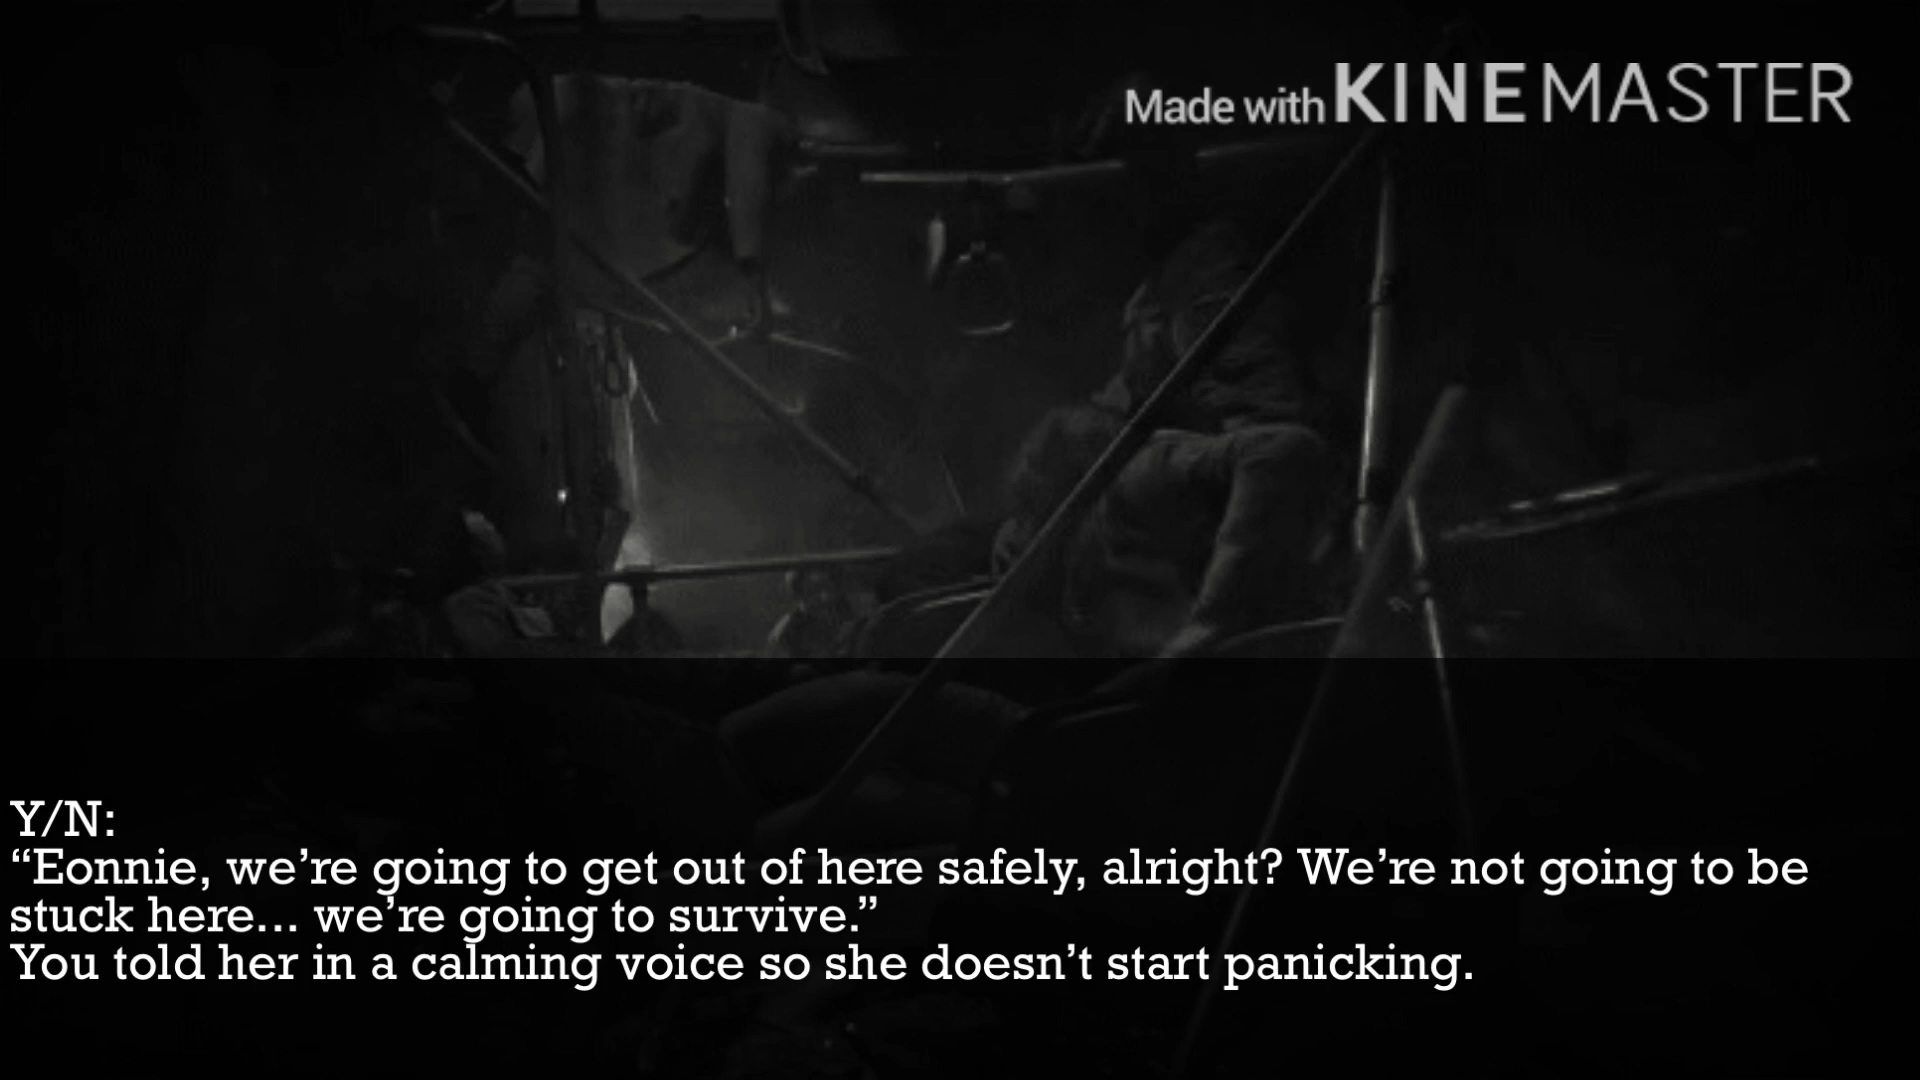 Made with KINEMASTER
Y/N:
“Eonnie, we’re going to get out of here safely, alright? We’re not going to be
stuck here... we’re going to survive.”
You told her in a calming voice so she doesn’t start panicking.